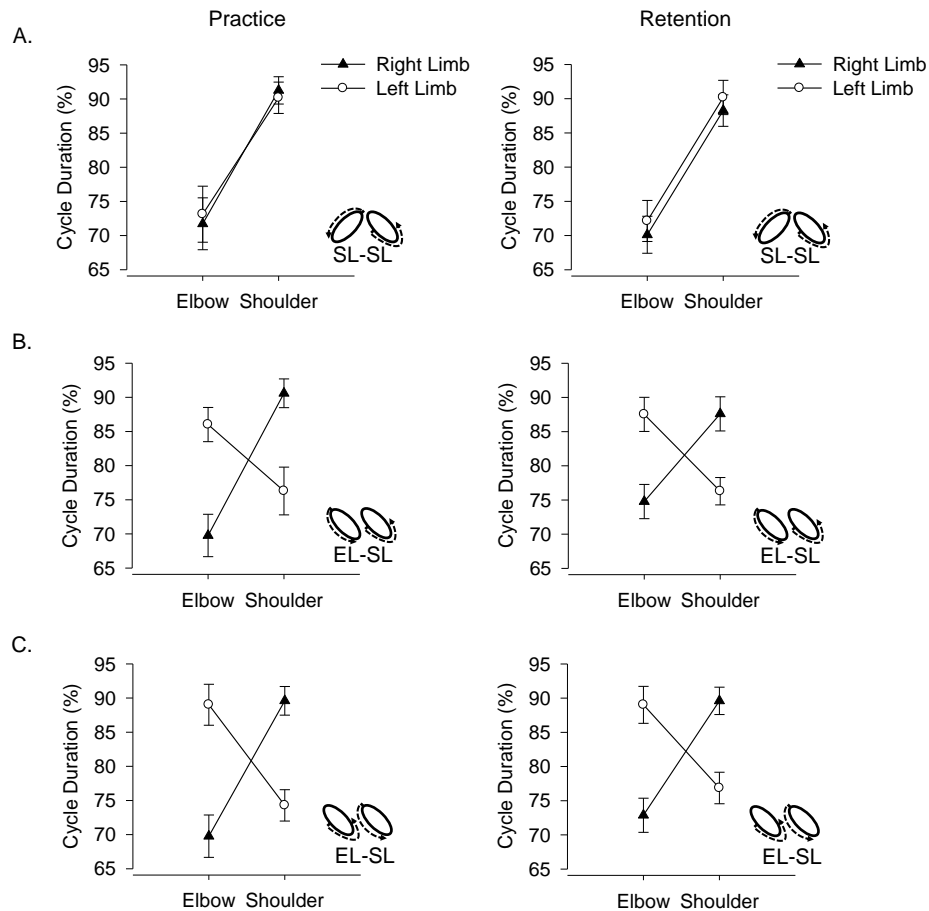 Practice Retention
A.
95 Right Limb 95 Right Limb
90 Left Limb 90 Left Limb
85 85
80 80
75 75
70 70
65 65
Cycle Duration (%) Cycle Duration (%)
SL-SL SL-SL
Elbow Shoulder Elbow Shoulder
B.
95 95
90 90
85 85
80 80
75 75
70 70
65 65
Cycle Duration (%) Cycle Duration (%)
EL-SL EL-SL
Elbow Shoulder Elbow Shoulder
C.
95 95
90 90
85 85
80 80
75 75
70 70
65 65
Cycle Duration (%) Cycle Duration (%)
EL-SL EL-SL
Elbow Shoulder Elbow Shoulder